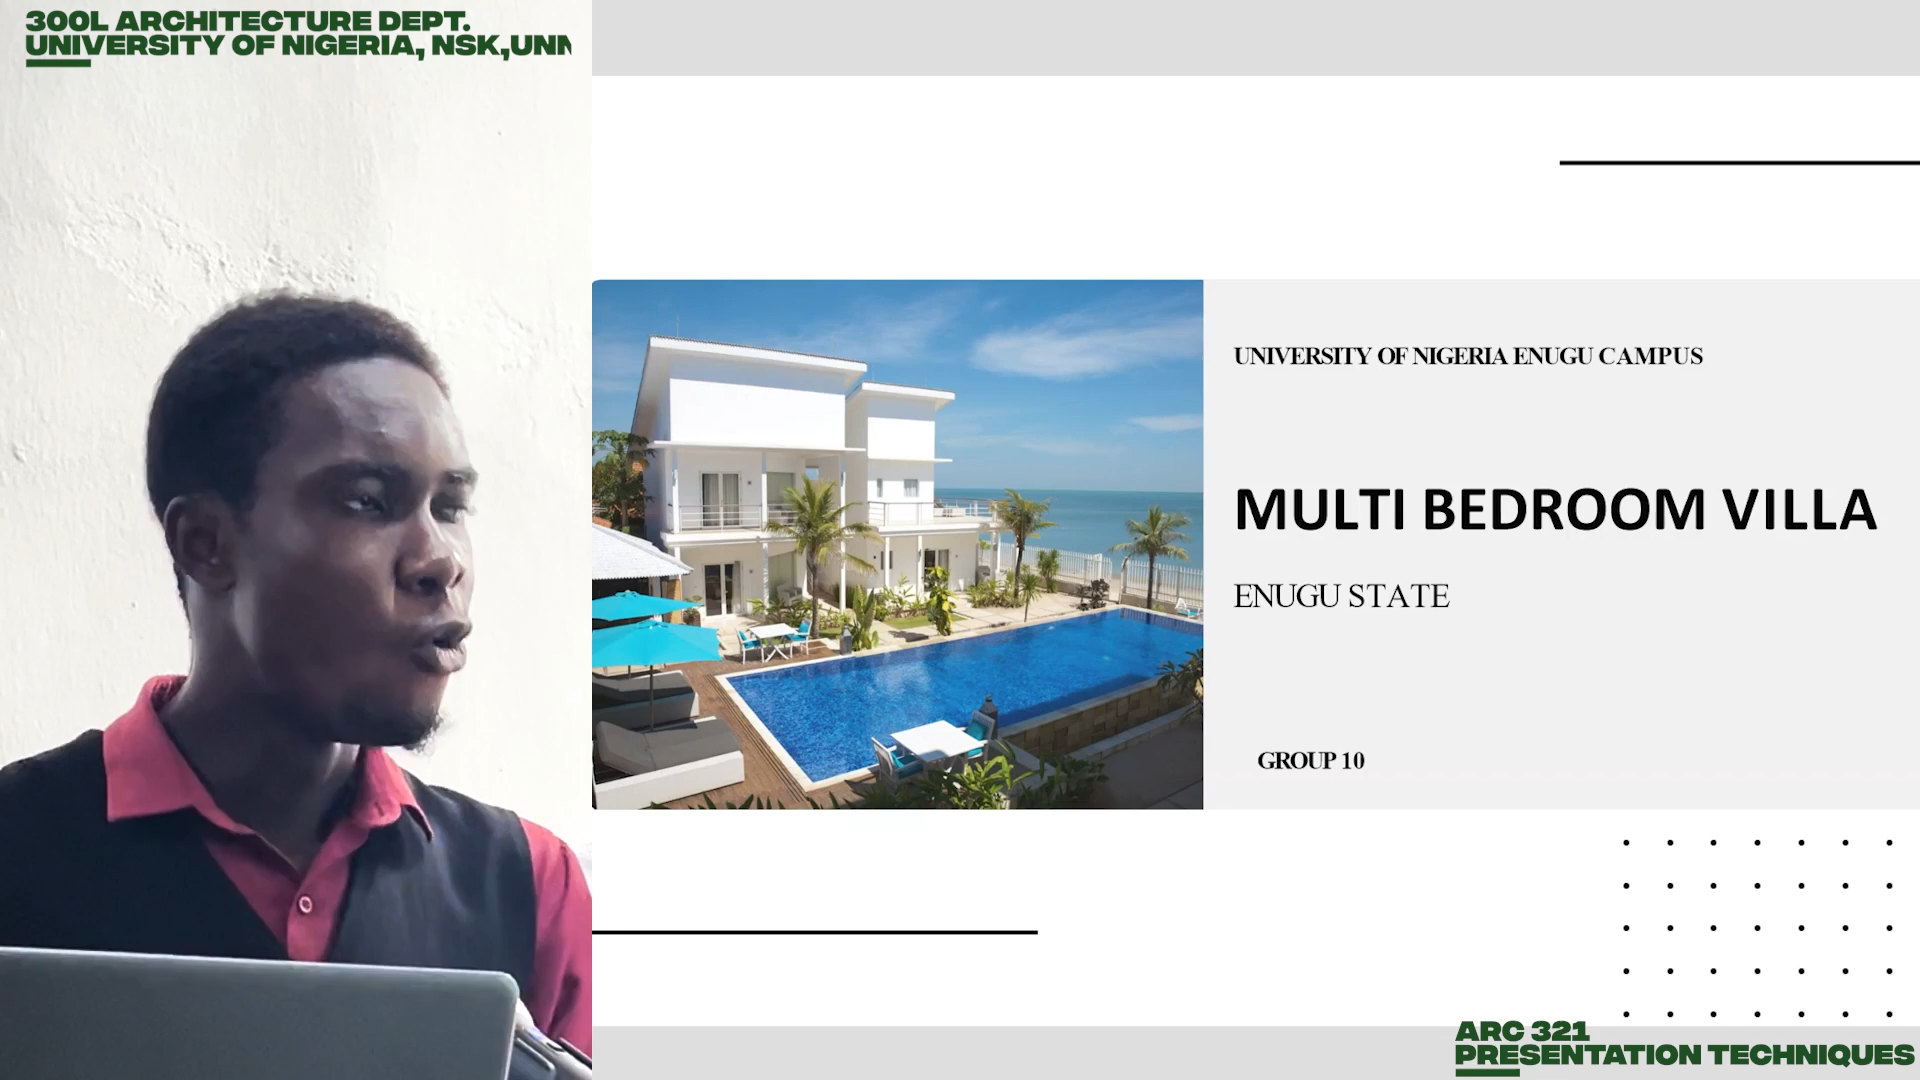 300L ARCHITECTURE DEPT.
UNIVERSITY OF NIGERIA, NSK,UNN
UNIVERSITY OF NIGERIA ENUGU CAMPUS
MULTI BEDROOM VILLA
ENUGU STATE
GROUP 10
ARC 321
PRESENTATION TECHNIQUES